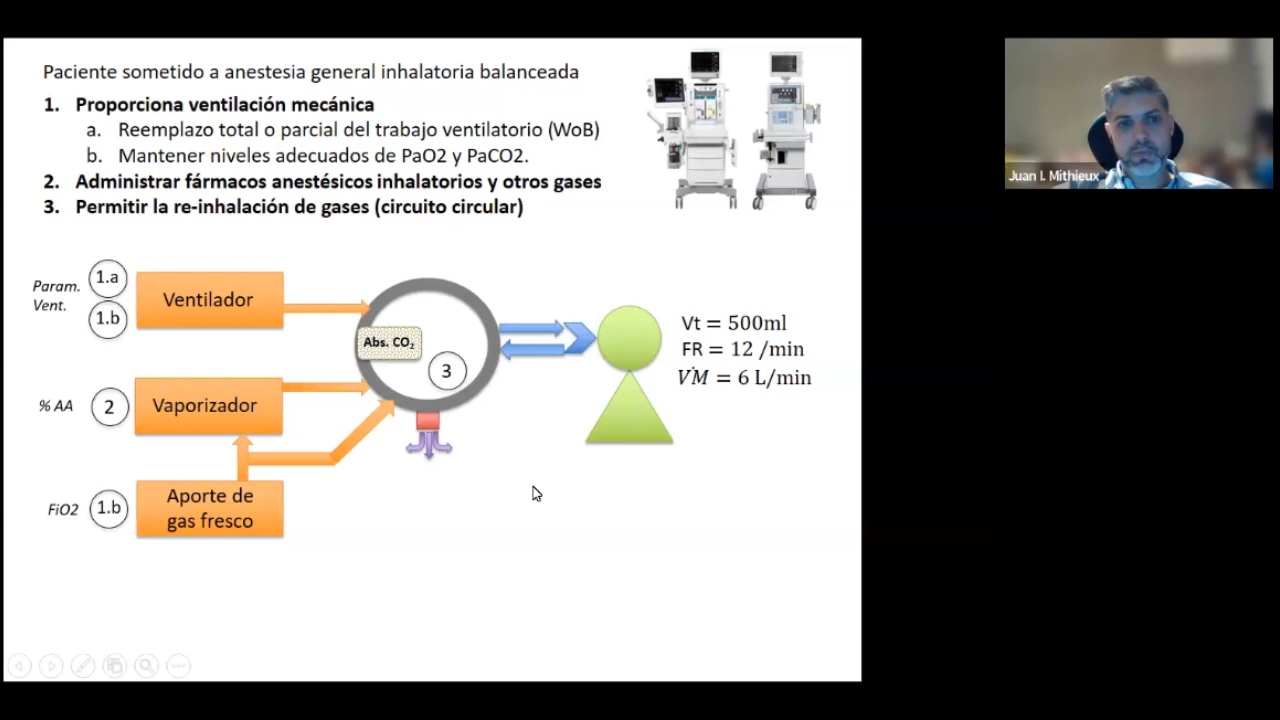 Paciente sometido a anestesia general inhalatoria balanceada
1. Proporciona ventilación mecánica
a. Reemplazo total o parcial del trabajo ventilatorio (WoB)
b. Mantener niveles adecuados de PaO2 y PaCO2.
2. Administrar fármacos anestésicos inhalatorios y otros gases
3. Permitir la re-inhalación de gases (circuito circular)
Juan I. Mithieux
Param.
Vent.
1.a
1.b
Ventilador
Abs. CO₂
3
Vt = 500ml
FR = 12 /min
V̇M = 6 L/min
% AA
2
Vaporizador
FiO2
1.b
Aporte de
gas fresco